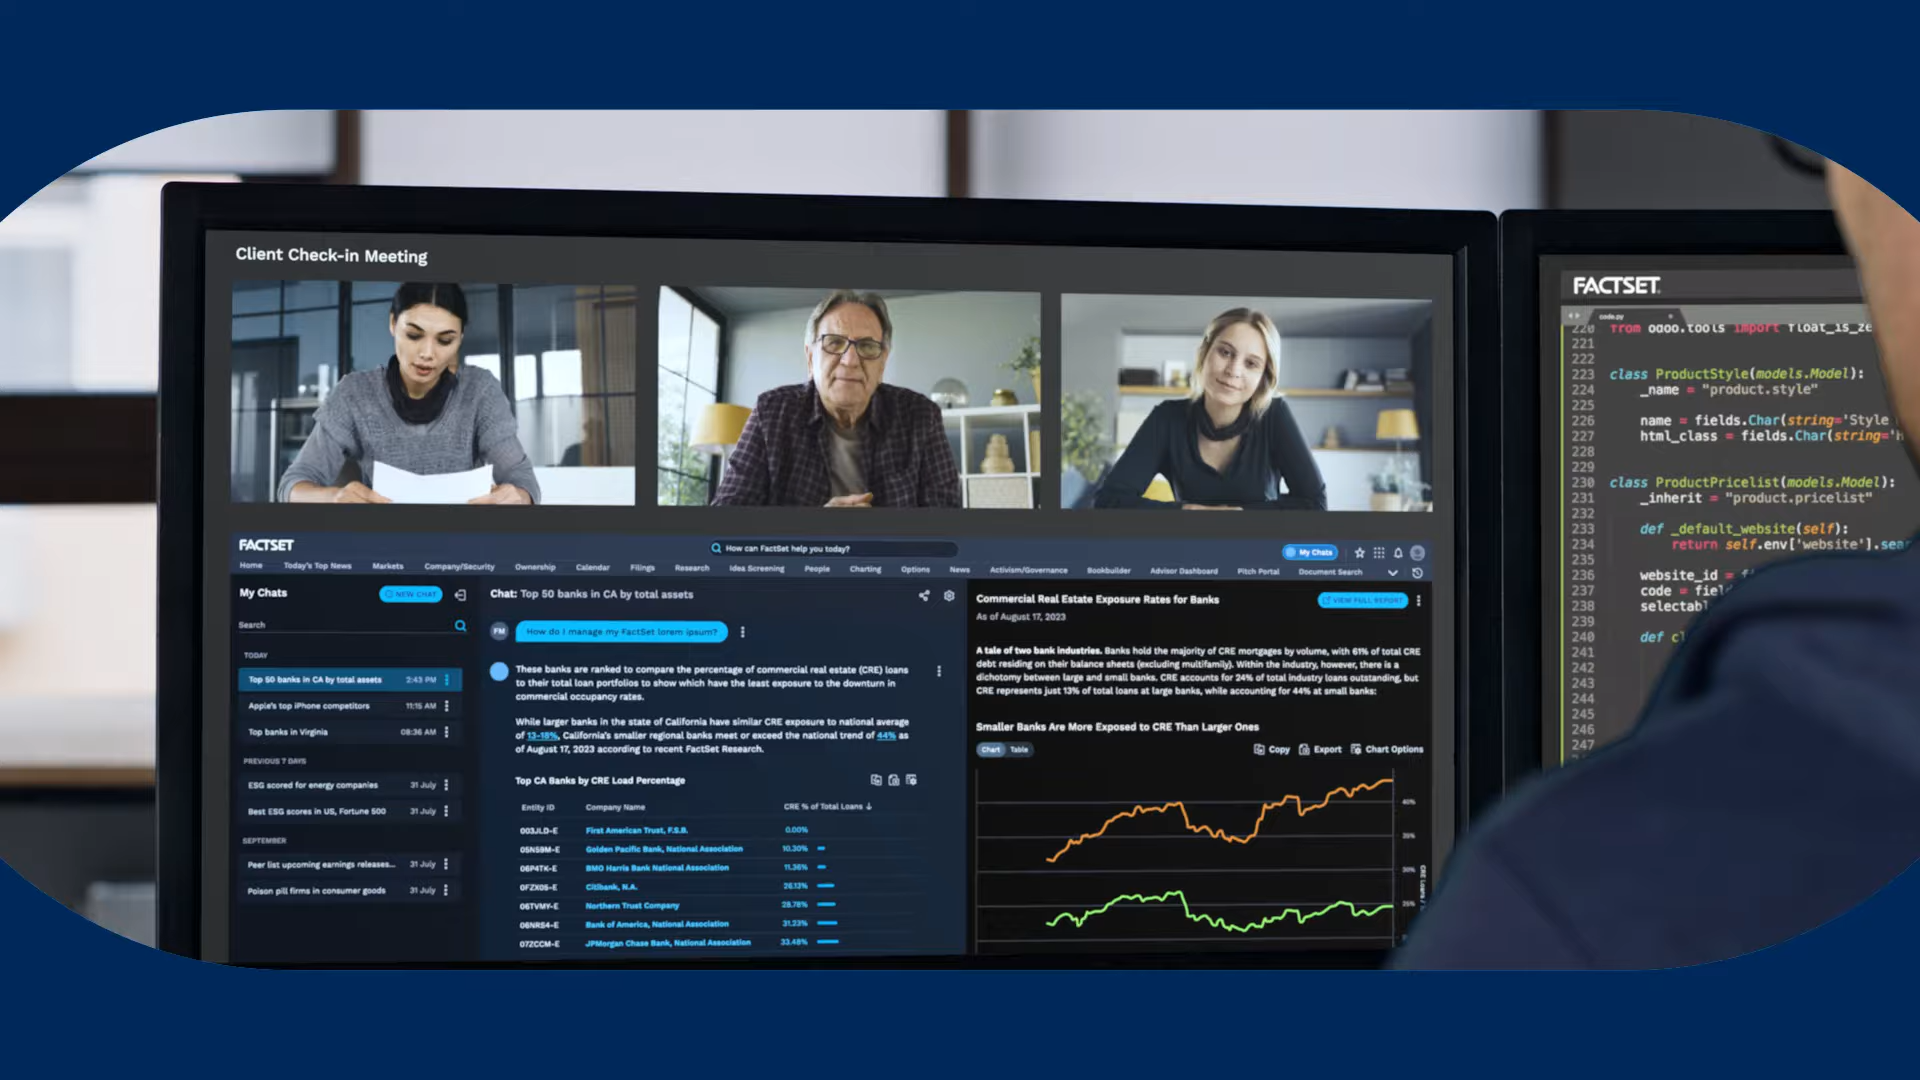 Client Check-in Meeting
FACTSET
How can FactSet help you today?
My Chats
Home Today's Top News Markets Company/Security Ownership Calendar Filings Research Idea Screening People Charting Options News Activism/Governance Bookbuilder Advisor Dashboard Pitch Portal Document Search
My Chats
NEW CHAT
Search
TODAY
Top 50 banks in CA by total assets 2:43 PM
Apple's top iPhone competitors 11:15 AM
Top banks in Virginia 08:36 AM
PREVIOUS 7 DAYS
ESG scored for energy companies 31 July
Best ESG scores in US, Fortune 500 31 July
SEPTEMBER
Peer list upcoming earnings releases... 31 July
Poison pill firms in consumer goods 31 July
Chat: Top 50 banks in CA by total assets
FM
How do I manage my FactSet lorem ipsum?
These banks are ranked to compare the percentage of commercial real estate (CRE) loans
to their total loan portfolios to show which have the least exposure to the downturn in
commercial occupancy rates.
While larger banks in the state of California have similar CRE exposure to national average
of 13-18%, California's smaller regional banks meet or exceed the national trend of 44% as
of August 17, 2023 according to recent FactSet Research.
Top CA Banks by CRE Load Percentage
Entity ID Company Name CRE % of Total Loans ↓
003JLD-E First American Trust, F.S.B. 0.00%
05N59M-E Golden Pacific Bank, National Association 10.30%
06P4TK-E BMO Harris Bank National Association 11.36%
0FZX05-E Citibank, N.A. 26.13%
06TVMY-E Northern Trust Company 28.78%
06NRS4-E Bank of America, National Association 31.23%
07ZCCM-E JPMorgan Chase Bank, National Association 33.48%
Commercial Real Estate Exposure Rates for Banks
VIEW FULL REPORT
As of August 17, 2023
A tale of two bank industries. Banks hold the majority of CRE mortgages by volume, with 61% of total CRE
debt residing on their balance sheets (excluding multifamily). Within the industry, however, there is a
dichotomy between large and small banks. CRE accounts for 24% of total industry loans outstanding, but
CRE represents just 13% of total loans at large banks, while accounting for 44% at small banks:
Smaller Banks Are More Exposed to CRE Than Larger Ones
Chart Table
Copy Export Chart Options
40%
35%
30%
25%
CRE Loans /
FACTSET
code.py
220 from odoo.tools import float_is_ze
221
222
223 class ProductStyle(models.Model):
224 _name = "product.style"
225
226 name = fields.Char(string='Style
227 html_class = fields.Char(string='H
228
229
230 class ProductPricelist(models.Model):
231 _inherit = "product.pricelist"
232
233 def _default_website(self):
234 return self.env['website'].sear
235
236 website_id = fi
237 code = fiel
238 selectabl
239
240 def cl
241
242
243
244
245
246
247